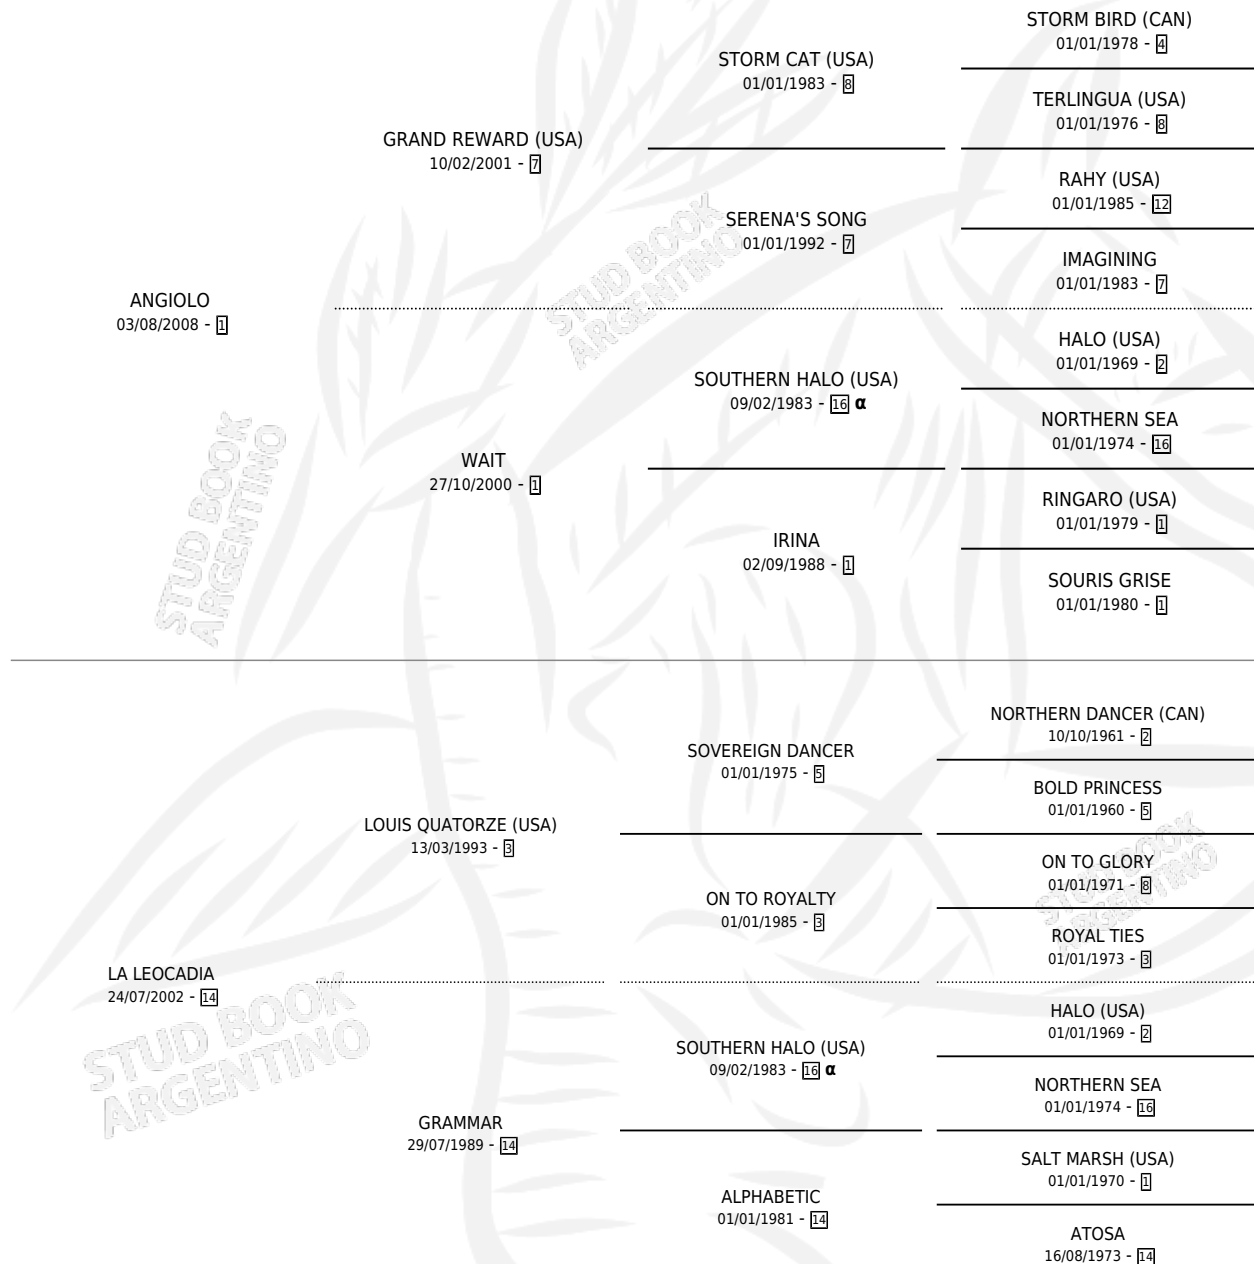 STORM BIRD (CAN)
01/01/1978 - 4
STORM CAT (USA)
01/01/1983 - 8
TERLINGUA (USA)
01/01/1976 - 8
GRAND REWARD (USA)
10/02/2001 - 7
RAHY (USA)
01/01/1985 - 12
SERENA'S SONG
01/01/1992 - 7
IMAGINING
01/01/1983 - 7
ANGIOLO
03/08/2008 - 1
HALO (USA)
01/01/1969 - 2
SOUTHERN HALO (USA)
09/02/1983 - 16 α
NORTHERN SEA
01/01/1974 - 16
WAIT
27/10/2000 - 1
RINGARO (USA)
01/01/1979 - 1
IRINA
02/09/1988 - 1
SOURIS GRISE
01/01/1980 - 1
NORTHERN DANCER (CAN)
10/10/1961 - 2
SOVEREIGN DANCER
01/01/1975 - 5
BOLD PRINCESS
01/01/1960 - 5
LOUIS QUATORZE (USA)
13/03/1993 - 3
ON TO GLORY
01/01/1971 - 8
ON TO ROYALTY
01/01/1985 - 3
ROYAL TIES
01/01/1973 - 3
LA LEOCADIA
24/07/2002 - 14
HALO (USA)
01/01/1969 - 2
SOUTHERN HALO (USA)
09/02/1983 - 16 α
NORTHERN SEA
01/01/1974 - 16
GRAMMAR
29/07/1989 - 14
SALT MARSH (USA)
01/01/1970 - 1
ALPHABETIC
01/01/1981 - 14
ATOSA
16/08/1973 - 14
STUD BOOK
ARGENTINO
STUD BOOK
ARGENTINO
STUD BOOK
ARGENTINO
STUD BOOK
ARGENTINO